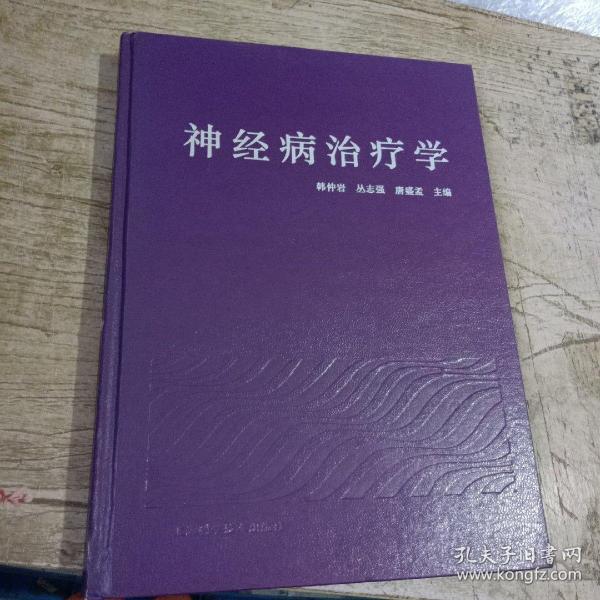 神经病治疗学
韩仲岩 丛志强 唐盛孟 主编
孔夫子旧书网
www.kongfz.com